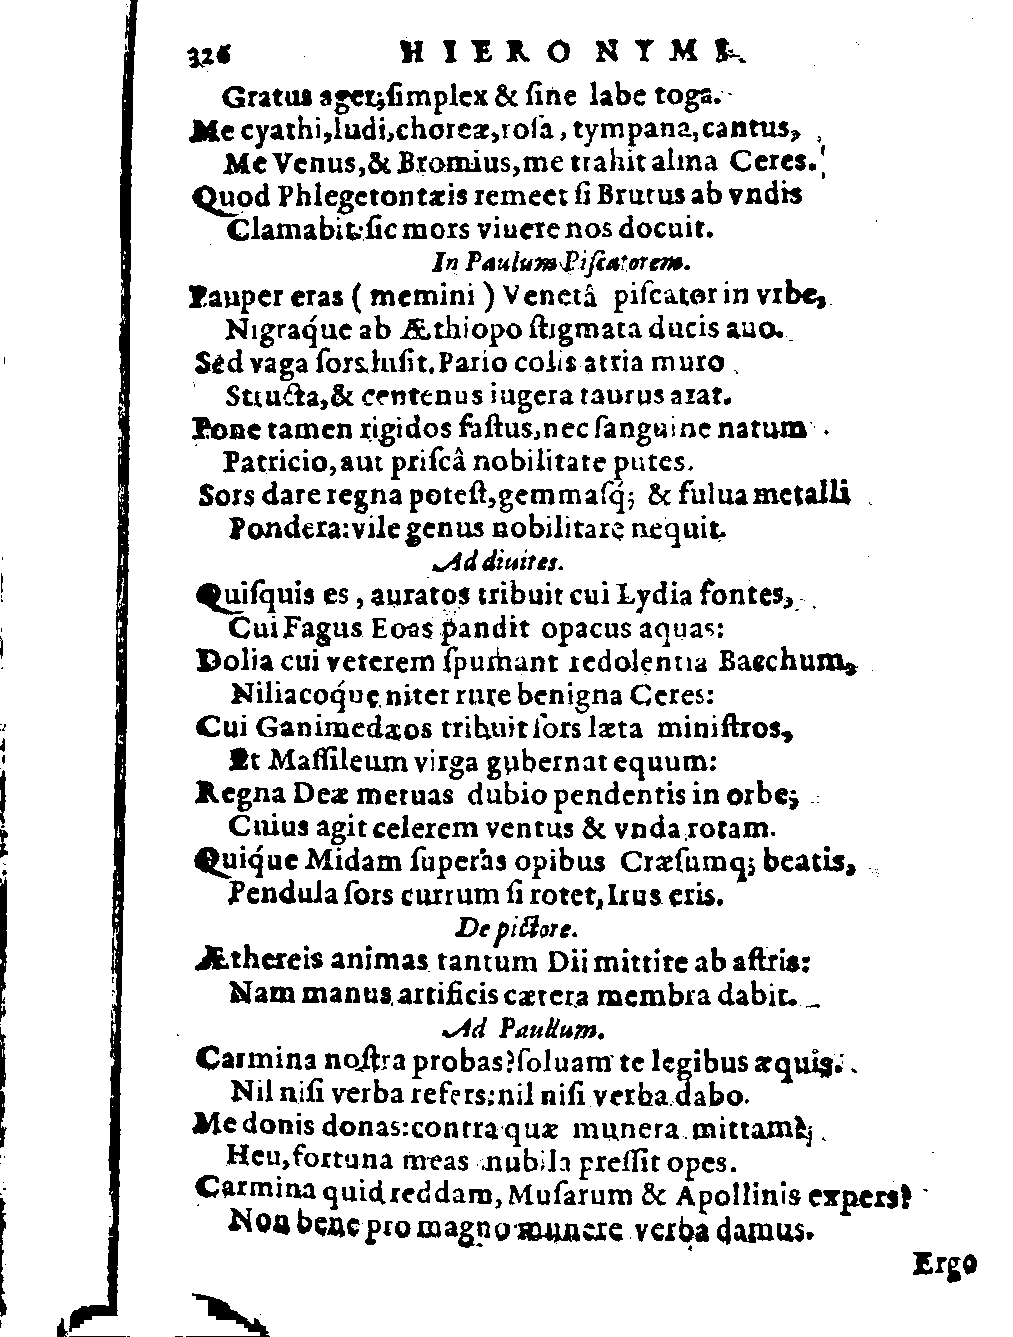 326 HIERONYMI
Gratus ager, ſimplex & ſine labe toga.
Me cyathi, ludi, choreæ, roſa, tympana, cantus,
Me Venus, & Bromius, me trahit alma Ceres.
Quod Phlegetontæis remeet ſi Brutus ab vndis
Clamabit: ſic mors viuere nos docuit.
In Paulum Piſcatorem.
Pauper eras (memini) Venetâ piſcator in vrbe,
Nigraq́ue ab Æthiopo ſtigmata ducis auo.
Sed vaga fors luſit. Pario colis atria muro
Structa, & centenus iugera taurus arat.
Pone tamen rigidos faſtus, nec ſanguine natum
Patricio, aut priſcâ nobilitate putes.
Sors dare regna poteſt, gemmaſq́; & fulua metalli
Pondera: vile genus nobilitare nequit.
Ad diuites.
Quiſquis es, auratos tribuit cui Lydia fontes,
Cui Fagus Eoas pandit opacus aquas:
Dolia cui veterem ſpumant redolentia Bacchum,
Niliacoq́ue nitet rure benigna Ceres:
Cui Ganimedæos tribuit ſors læta miniſtros,
Et Maſſileum virga gubernat equum:
Regna Deæ metuas dubio pendentis in orbe;
Cuius agit celerem ventus & vnda rotam.
Quiq́ue Midam ſuperas opibus Cræſumq; beatis,
Pendula ſors currum ſi rotet, Irus eris.
De pictore.
Æthereis animas tantum Dii mittite ab aſtris:
Nam manus artificis cætera membra dabit.
Ad Paullum.
Carmina noſtra probas? ſoluam te legibus æquis.
Nil niſi verba refers: nil niſi verba dabo.
Me donis donas: contra quæ munera mittam?
Heu, fortuna meas nubila preſſit opes.
Carmina quid reddam, Muſarum & Apollinis expers?
Non bene pro magno munere verba damus.
Ergo